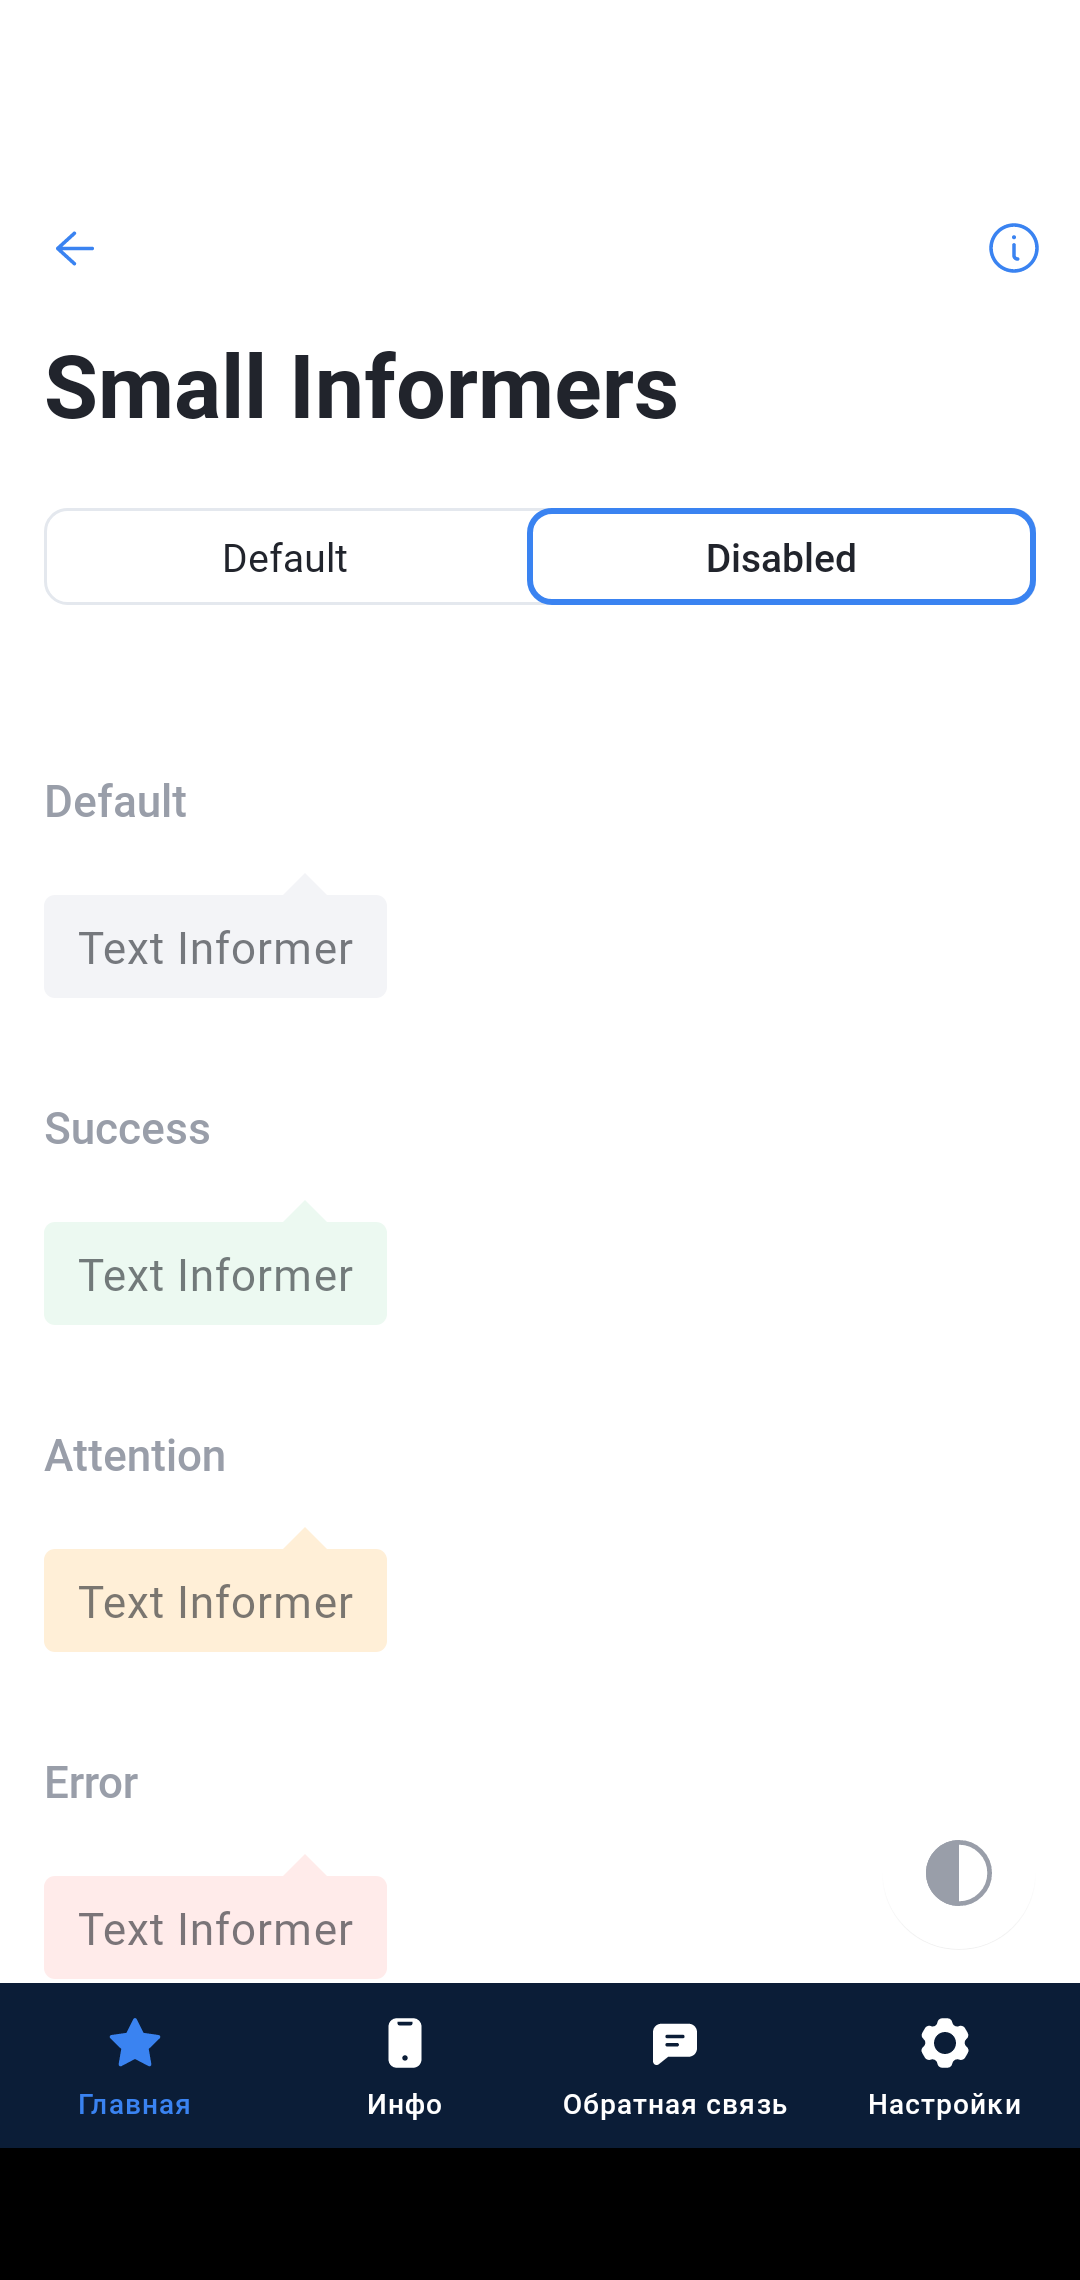 Small Informers
Default
Disabled
Default
Text Informer
Success
Text Informer
Attention
Text Informer
Error
Text Informer
Главная
Инфо
Обратная связь
Настройки